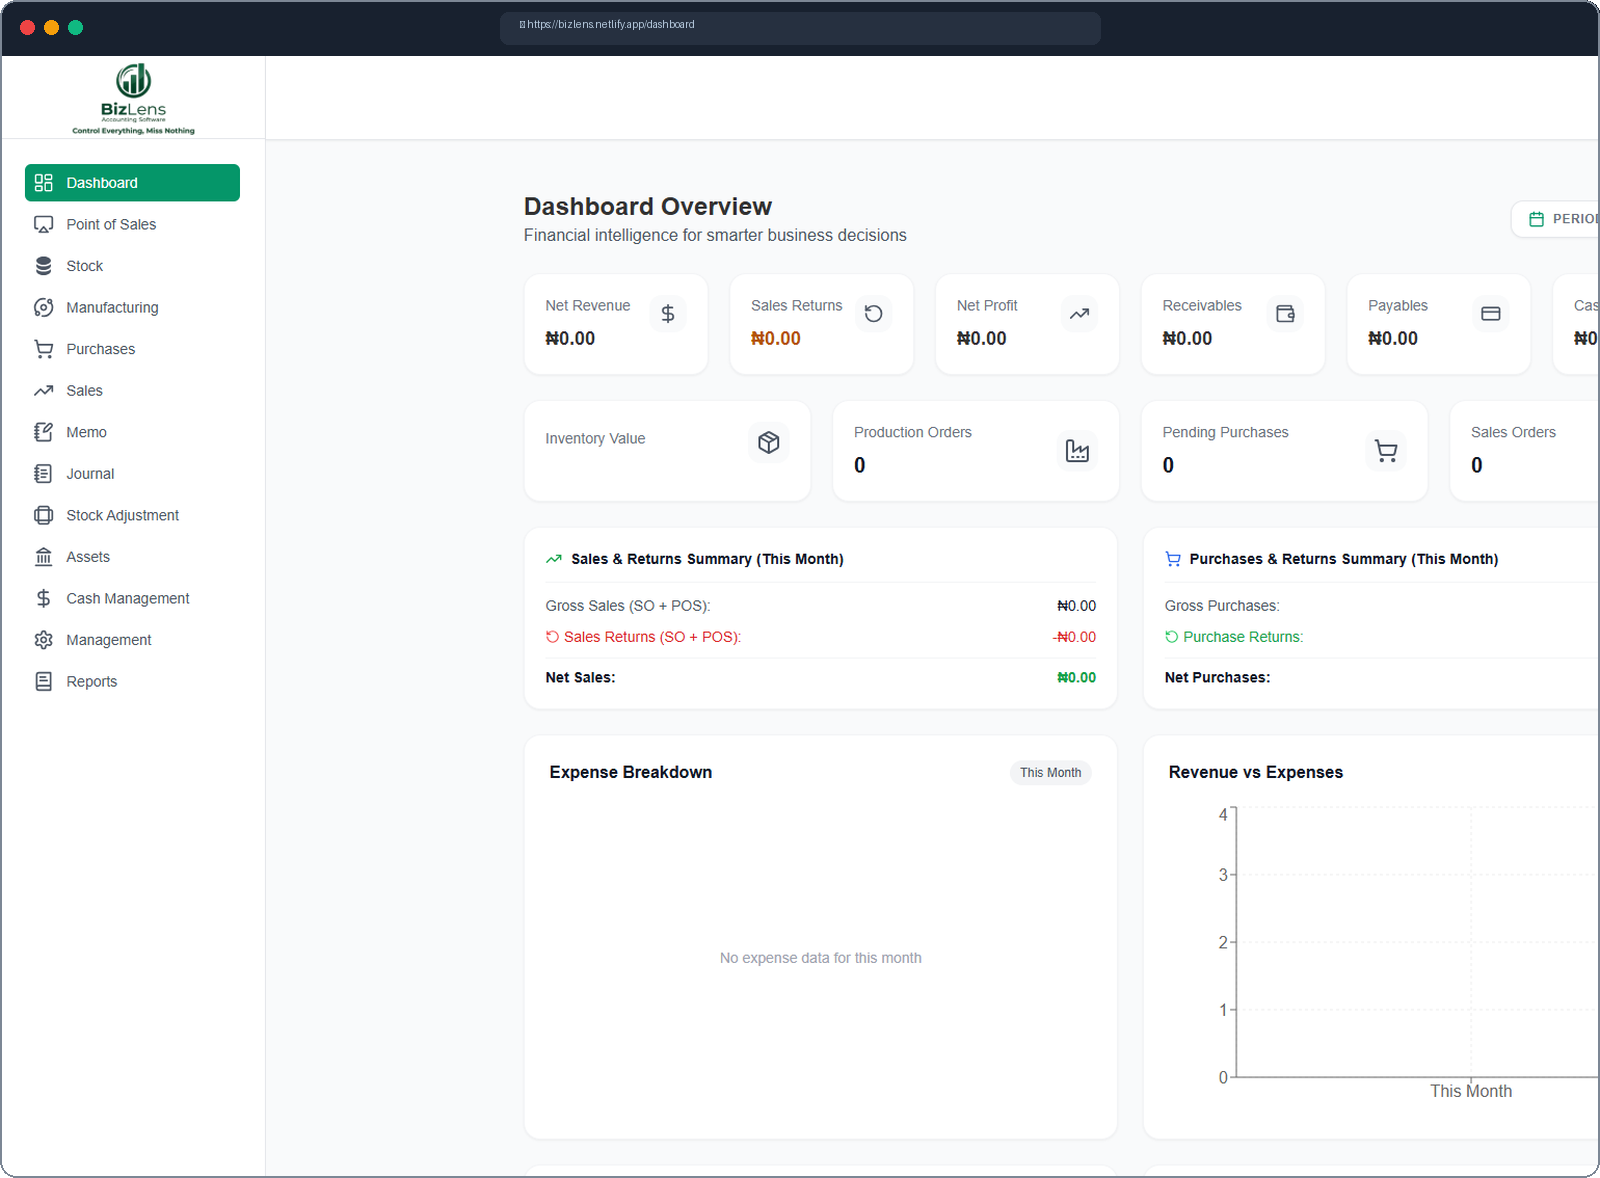 https://bizlens.netlify.app/dashboard
BizLens
Accounting Software
Control Everything, Miss Nothing
Dashboard
Point of Sales
Stock
Manufacturing
Purchases
Sales
Memo
Journal
Stock Adjustment
Assets
Cash Management
Management
Reports
Dashboard Overview
Financial intelligence for smarter business decisions
PERIO
Net Revenue
₦0.00
Sales Returns
₦0.00
Net Profit
₦0.00
Receivables
₦0.00
Payables
₦0.00
Cas
₦0
Inventory Value
Production Orders
0
Pending Purchases
0
Sales Orders
0
Sales & Returns Summary (This Month)
Gross Sales (SO + POS): ₦0.00
Sales Returns (SO + POS): -₦0.00
Net Sales: ₦0.00
Purchases & Returns Summary (This Month)
Gross Purchases:
Purchase Returns:
Net Purchases:
Expense Breakdown
This Month
No expense data for this month
Revenue vs Expenses
4
3
2
1
0
This Month